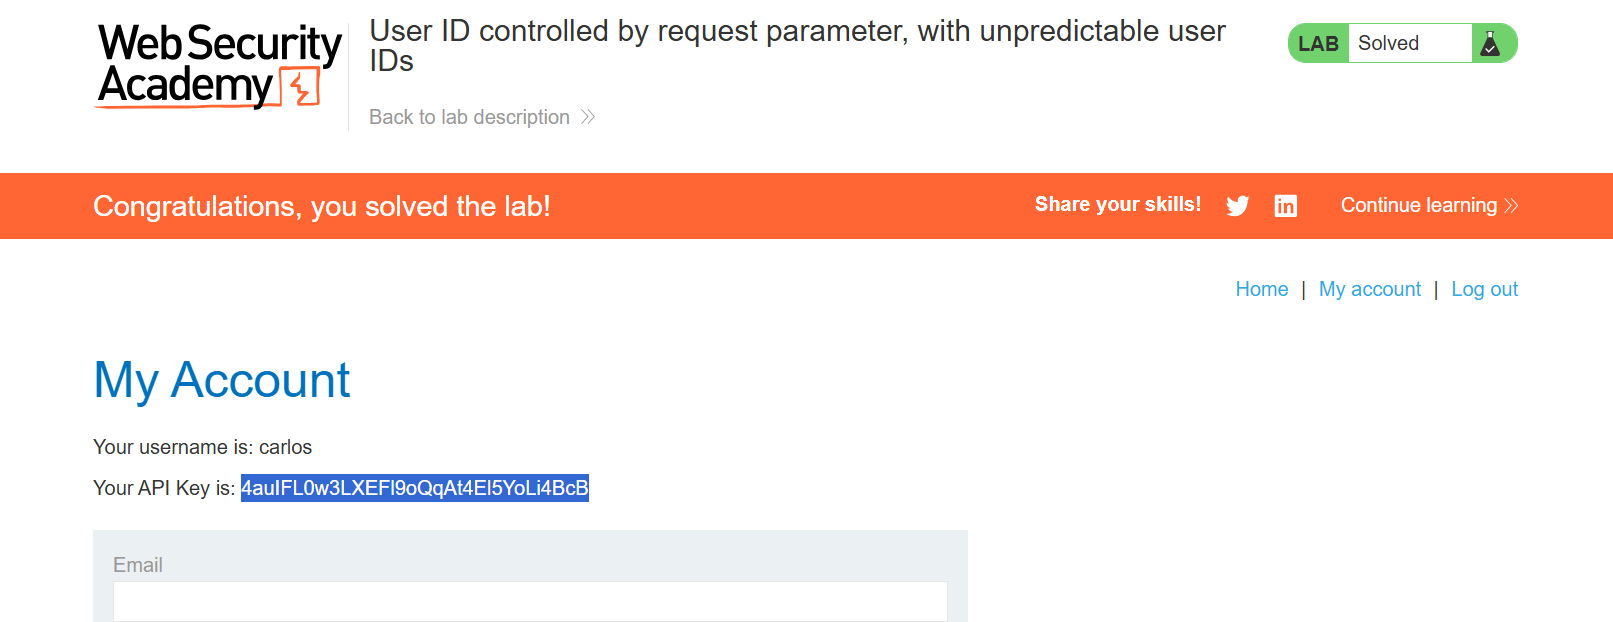 Web Security
Academy
User ID controlled by request parameter, with unpredictable user
IDs
Back to lab description
LAB Solved
Congratulations, you solved the lab!
Share your skills!
Continue learning
Home | My account | Log out
My Account
Your username is: carlos
Your API Key is: 4auIFL0w3LXEFl9oQqAt4El5YoLi4BcB
Email